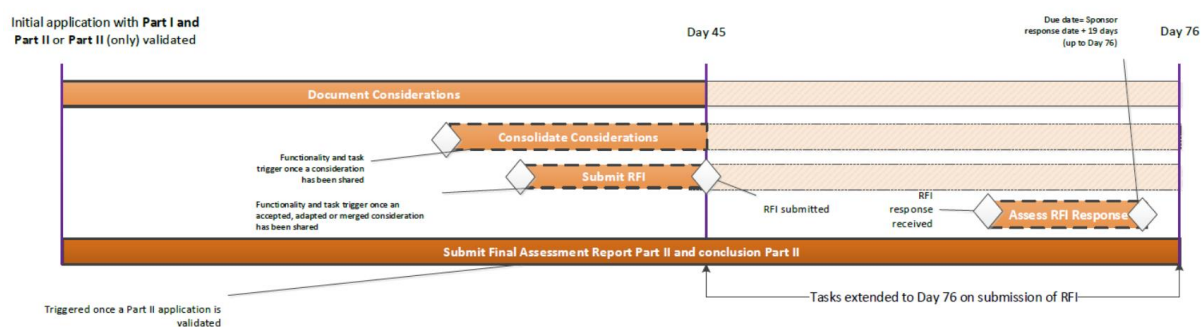 Initial application with Part I and
Part II or Part II (only) validated
Day 45
Due date= Sponsor
response date + 19 days
(up to Day 76)
Day 76
Document Considerations
Consolidate Considerations
Functionality and task
trigger once a consideration
has been shared
Submit RFI
Functionality and task trigger once an
accepted, adapted or merged consideration
has been shared
RFI submitted
RFI
response
received
Assess RFI Response
Submit Final Assessment Report Part II and conclusion Part II
Tasks extended to Day 76 on submission of RFI
Triggered once a Part II application is
validated